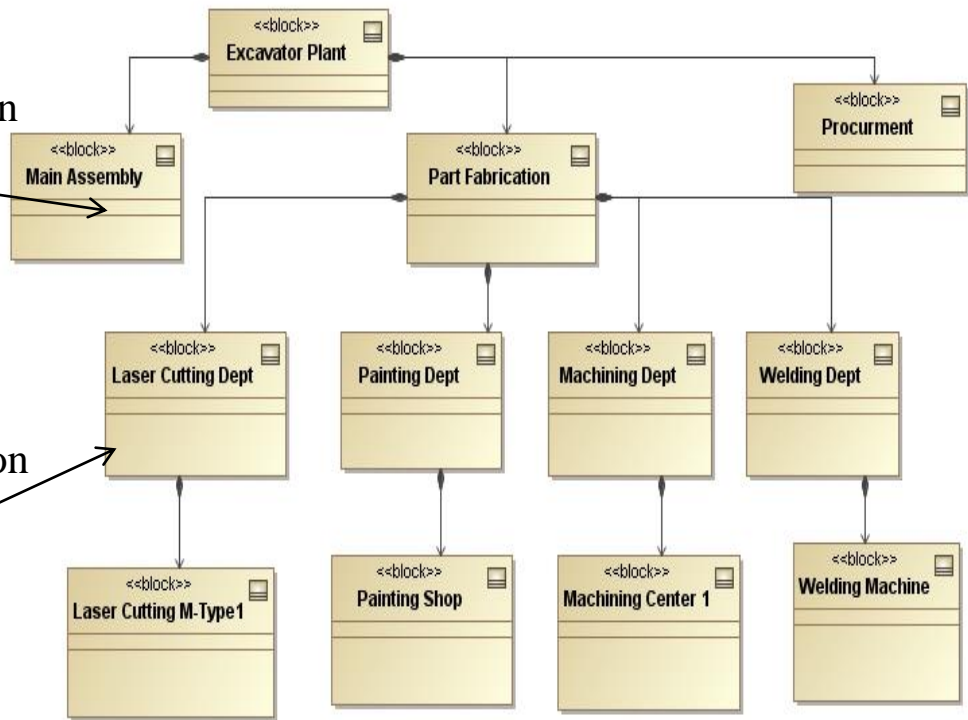 <<block>>
Excavator Plant
on
<<block>>
Procurment
<<block>>
Main Assembly
<<block>>
Part Fabrication
<<block>>
Laser Cutting Dept
<<block>>
Painting Dept
<<block>>
Machining Dept
<<block>>
Welding Dept
on
<<block>>
Laser Cutting M-Type1
<<block>>
Painting Shop
<<block>>
Machining Center 1
<<block>>
Welding Machine